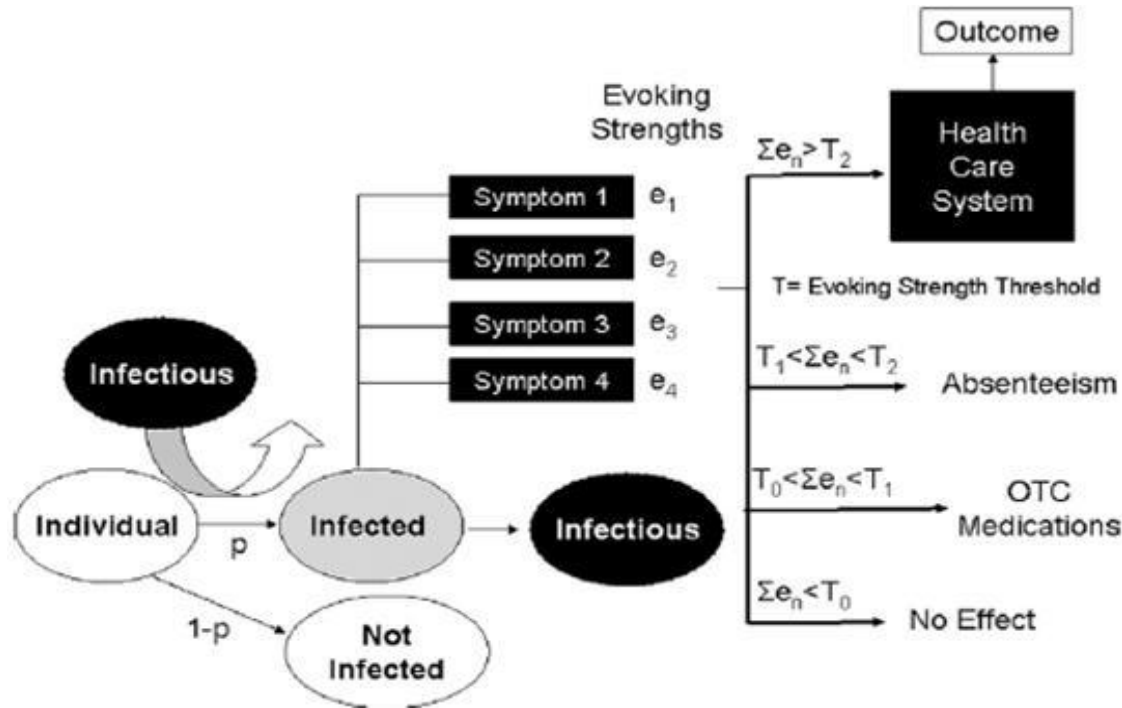 Outcome
Evoking
Strengths
Health
Care
System
Σeₙ>T₂
Symptom 1 e₁
Symptom 2 e₂
T= Evoking Strength Threshold
Symptom 3 e₃
Symptom 4 e₄
T₁<Σeₙ<T₂
Absenteeism
Infectious
T₀<Σeₙ<T₁
OTC
Medications
Individual
p
Infected
Infectious
Σeₙ<T₀
No Effect
1-p
Not
Infected